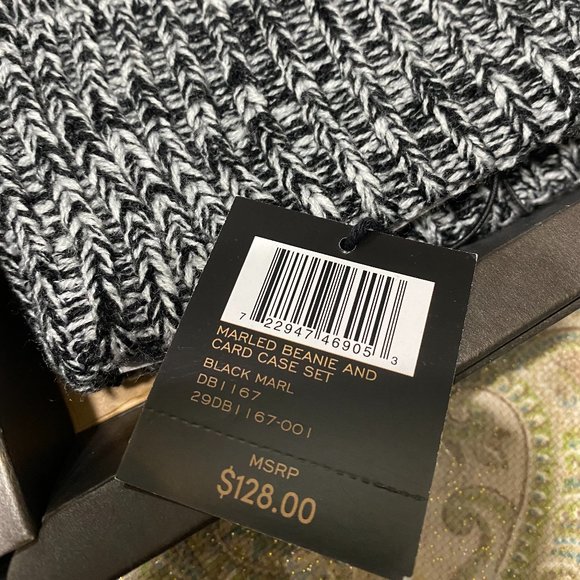 7 22947 46905 3
MARLED BEANIE AND
CARD CASE SET
BLACK MARL
DB1167
29DB1167-001
MSRP
$128.00